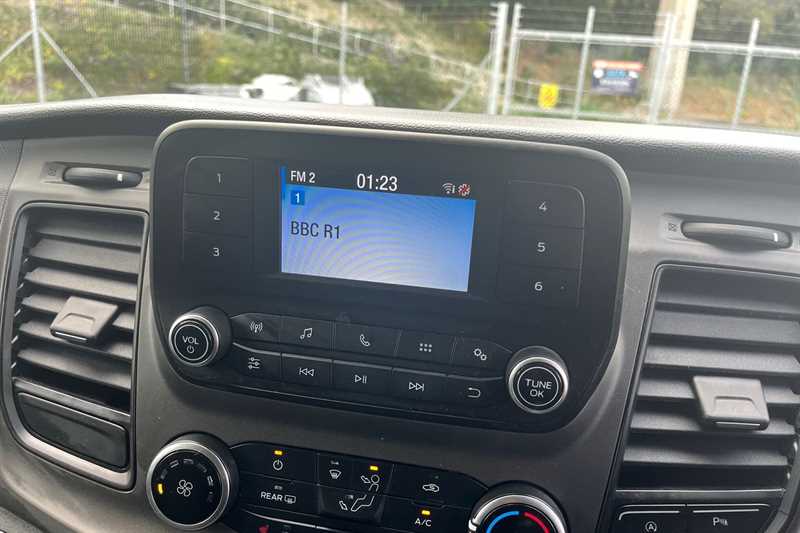 FM 2 01:23
1
BBC R1
1
2
3
4
5
6
VOL
TUNE
OK
REAR
A/C